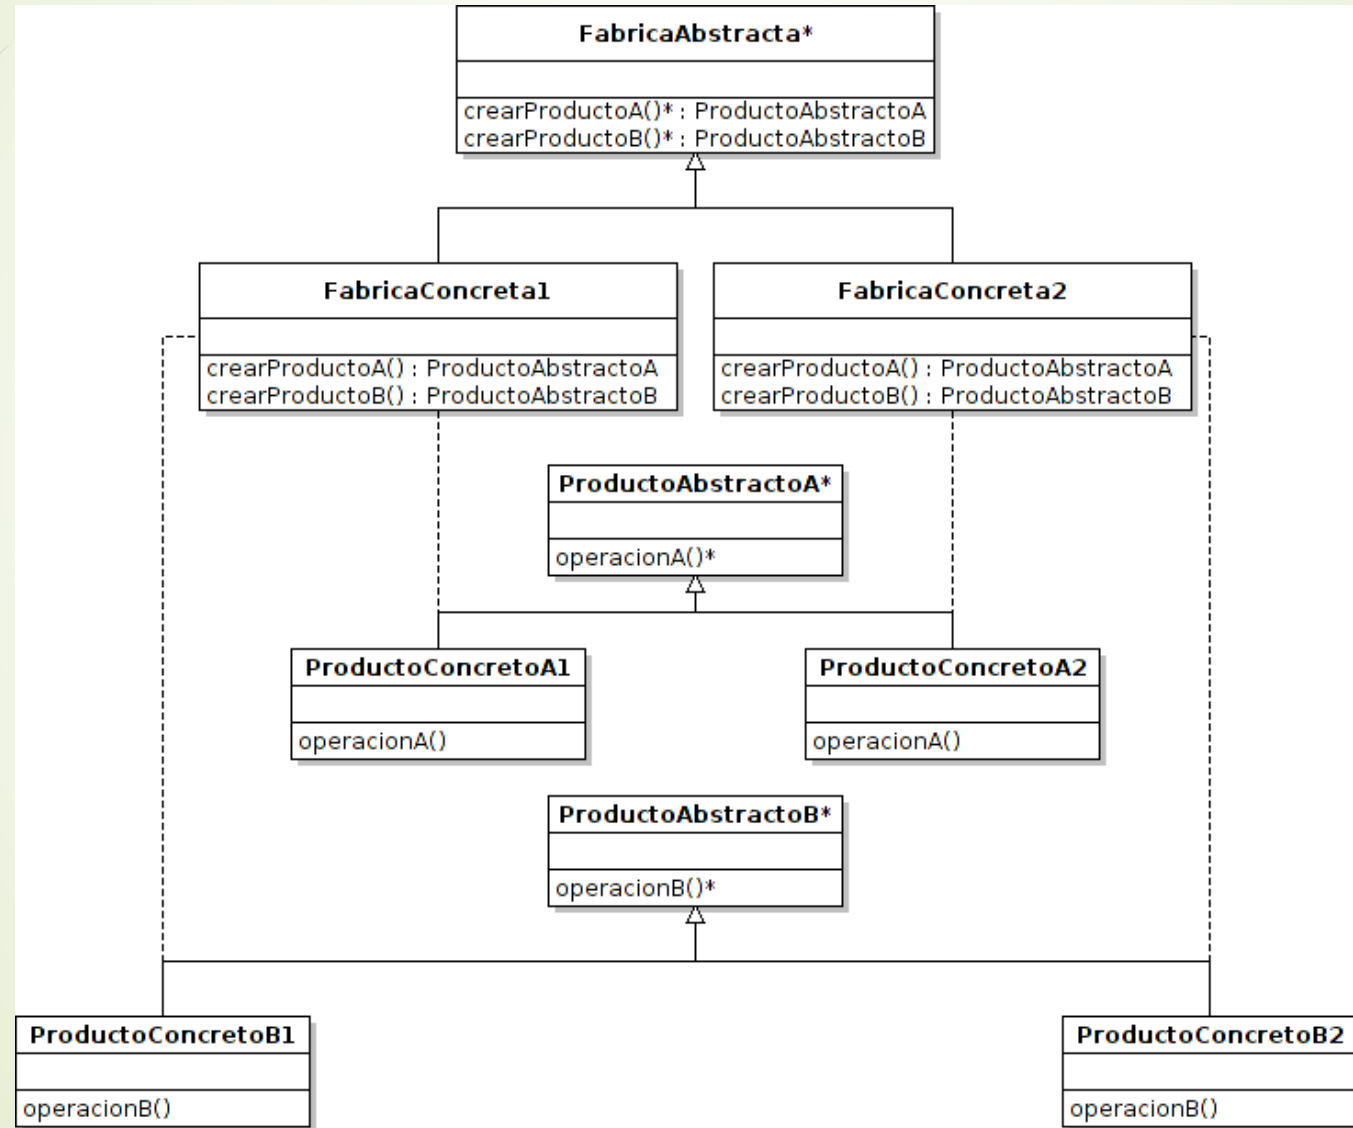 FabricaAbstracta*
crearProductoA()* : ProductoAbstractoA
crearProductoB()* : ProductoAbstractoB
FabricaConcreta1
crearProductoA() : ProductoAbstractoA
crearProductoB() : ProductoAbstractoB
FabricaConcreta2
crearProductoA() : ProductoAbstractoA
crearProductoB() : ProductoAbstractoB
ProductoAbstractoA*
operacionA()*
ProductoConcretoA1
operacionA()
ProductoConcretoA2
operacionA()
ProductoAbstractoB*
operacionB()*
ProductoConcretoB1
operacionB()
ProductoConcretoB2
operacionB()